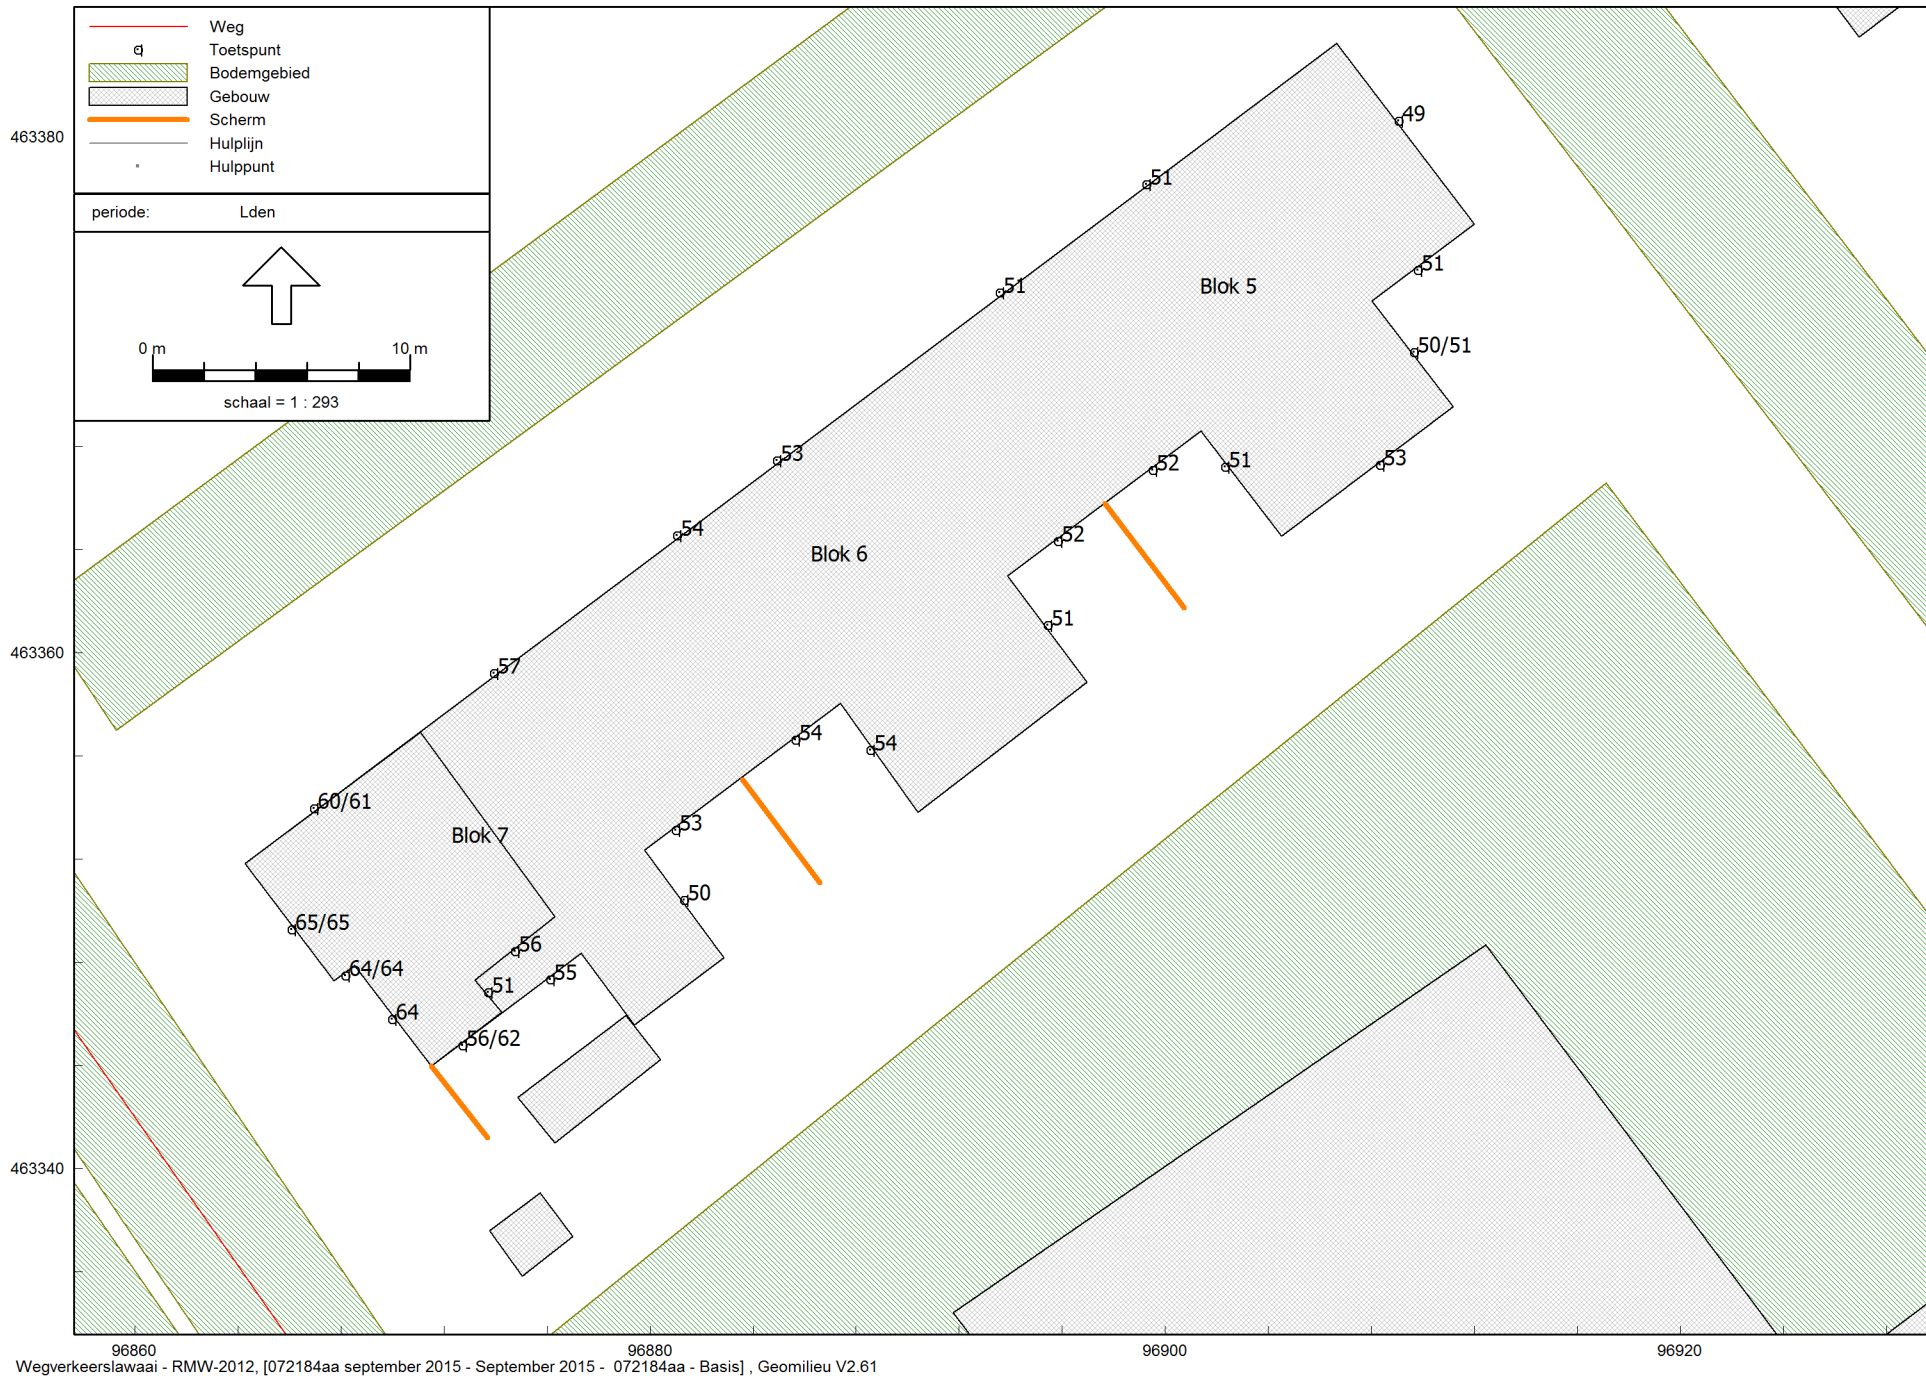 Weg
Toetspunt
Bodemgebied
Gebouw
Scherm
Hulplijn
Hulppunt
periode: Lden
0 m 10 m
schaal = 1 : 293
463380
463360
463340
96860 96880 96900 96920
49
51
51
51
Blok 5
50/51
53
54
52
51
53
Blok 6
52
51
57
54
54
60/61
Blok 7
53
50
65/65
56
64/64
51
55
64
56/62
Wegverkeerslawaai - RMW-2012, [072184aa september 2015 - September 2015 - 072184aa - Basis] , Geomilieu V2.61